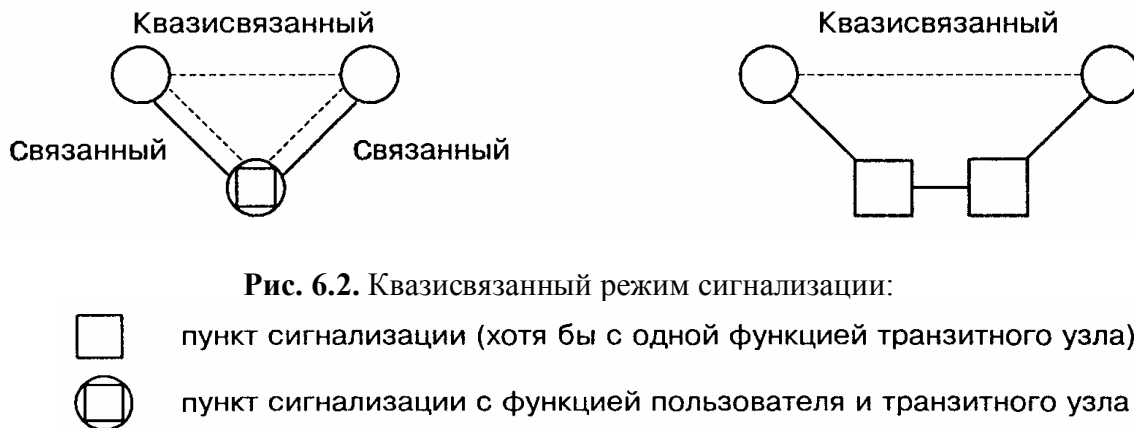 Квазисвязанный
Квазисвязанный
Связанный
Связанный
Рис. 6.2. Квазисвязанный режим сигнализации:
пункт сигнализации (хотя бы с одной функцией транзитного узла)
пункт сигнализации с функцией пользователя и транзитного узла